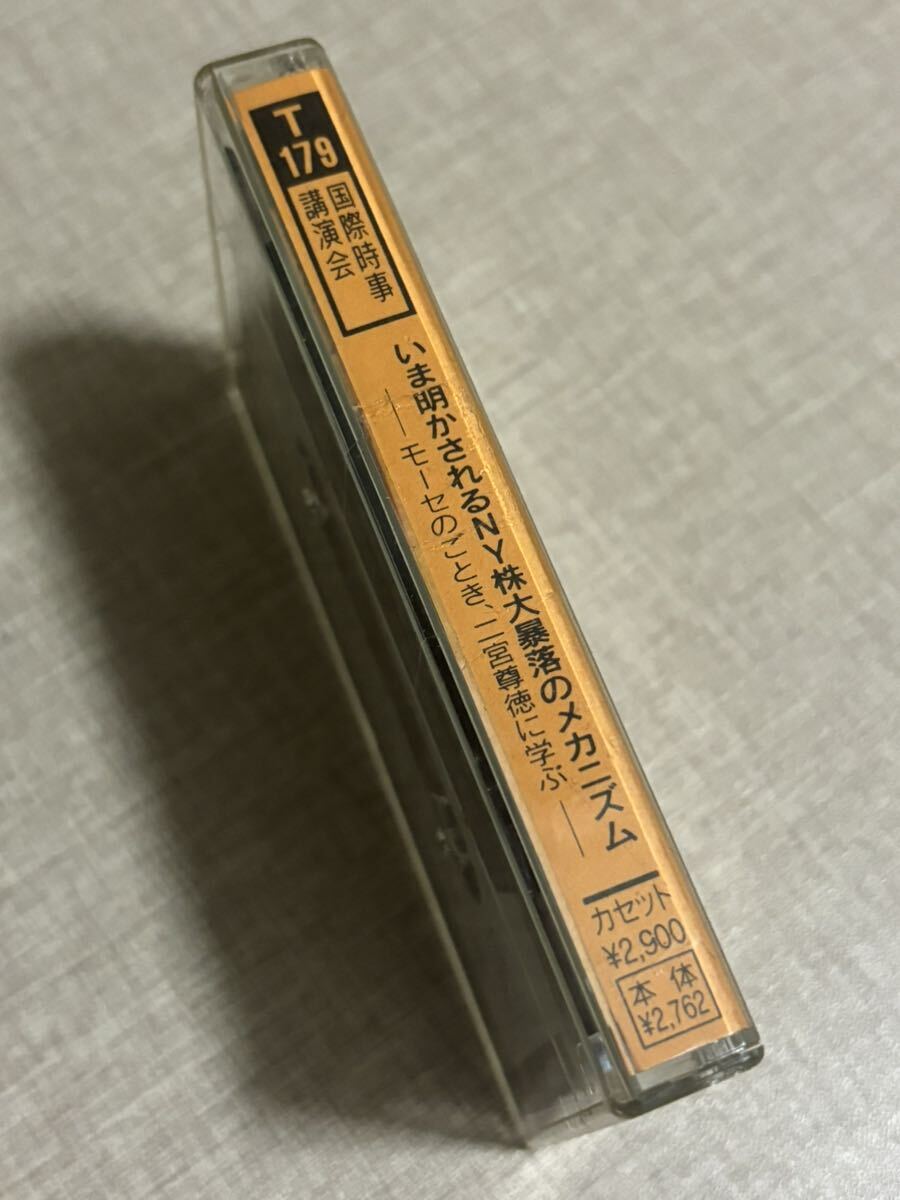 T
179
国際時事
講演会
いま明かされるNY株大暴落のメカニズム
―モーセのごとき、二宮尊徳に学ぶ―
カセット
¥2,900
本体
¥2,762